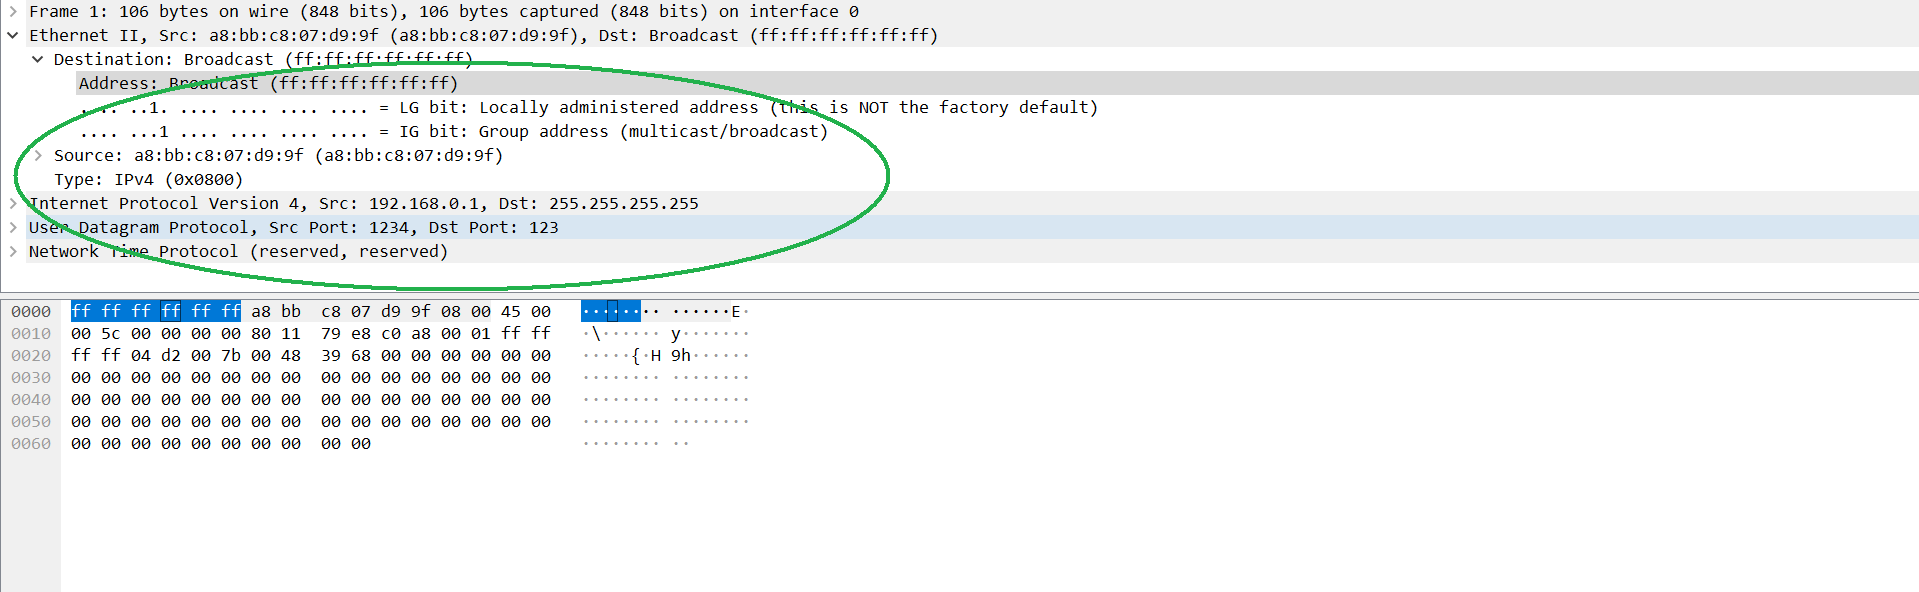 Frame 1: 106 bytes on wire (848 bits), 106 bytes captured (848 bits) on interface 0
Ethernet II, Src: a8:bb:c8:07:d9:9f (a8:bb:c8:07:d9:9f), Dst: Broadcast (ff:ff:ff:ff:ff:ff)
Destination: Broadcast (ff:ff:ff:ff:ff:ff)
Address: Broadcast (ff:ff:ff:ff:ff:ff)
.... ..1. .... .... .... .... = LG bit: Locally administered address (this is NOT the factory default)
.... ...1 .... .... .... .... = IG bit: Group address (multicast/broadcast)
Source: a8:bb:c8:07:d9:9f (a8:bb:c8:07:d9:9f)
Type: IPv4 (0x0800)
Internet Protocol Version 4, Src: 192.168.0.1, Dst: 255.255.255.255
User Datagram Protocol, Src Port: 1234, Dst Port: 123
Network Time Protocol (reserved, reserved)
0000 ff ff ff ff ff ff a8 bb c8 07 d9 9f 08 00 45 00 ········ ······E·
0010 00 5c 00 00 00 00 80 11 79 e8 c0 a8 00 01 ff ff ·\······ y·······
0020 ff ff 04 d2 00 7b 00 48 39 68 00 00 00 00 00 00 ·····{·H 9h······
0030 00 00 00 00 00 00 00 00 00 00 00 00 00 00 00 00 ········ ········
0040 00 00 00 00 00 00 00 00 00 00 00 00 00 00 00 00 ········ ········
0050 00 00 00 00 00 00 00 00 00 00 00 00 00 00 00 00 ········ ········
0060 00 00 00 00 00 00 00 00 00 00 ········ ··